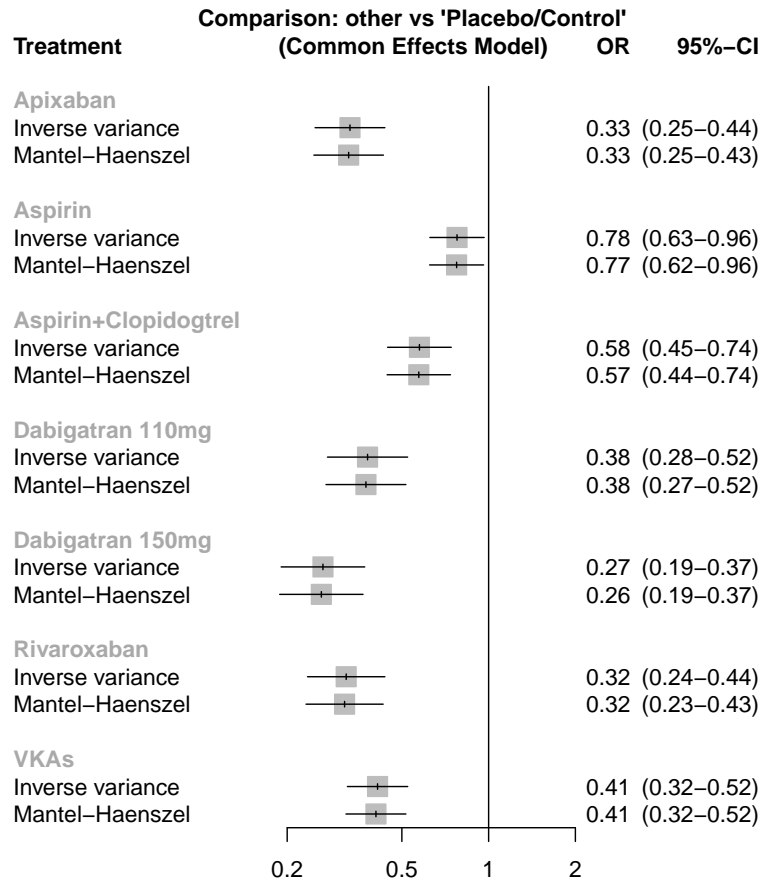 Comparison: other vs 'Placebo/Control'
Treatment (Common Effects Model) OR 95%−CI
Apixaban
Inverse variance 0.33 (0.25−0.44)
Mantel−Haenszel 0.33 (0.25−0.43)
Aspirin
Inverse variance 0.78 (0.63−0.96)
Mantel−Haenszel 0.77 (0.62−0.96)
Aspirin+Clopidogtrel
Inverse variance 0.58 (0.45−0.74)
Mantel−Haenszel 0.57 (0.44−0.74)
Dabigatran 110mg
Inverse variance 0.38 (0.28−0.52)
Mantel−Haenszel 0.38 (0.27−0.52)
Dabigatran 150mg
Inverse variance 0.27 (0.19−0.37)
Mantel−Haenszel 0.26 (0.19−0.37)
Rivaroxaban
Inverse variance 0.32 (0.24−0.44)
Mantel−Haenszel 0.32 (0.23−0.43)
VKAs
Inverse variance 0.41 (0.32−0.52)
Mantel−Haenszel 0.41 (0.32−0.52)
0.2 0.5 1 2